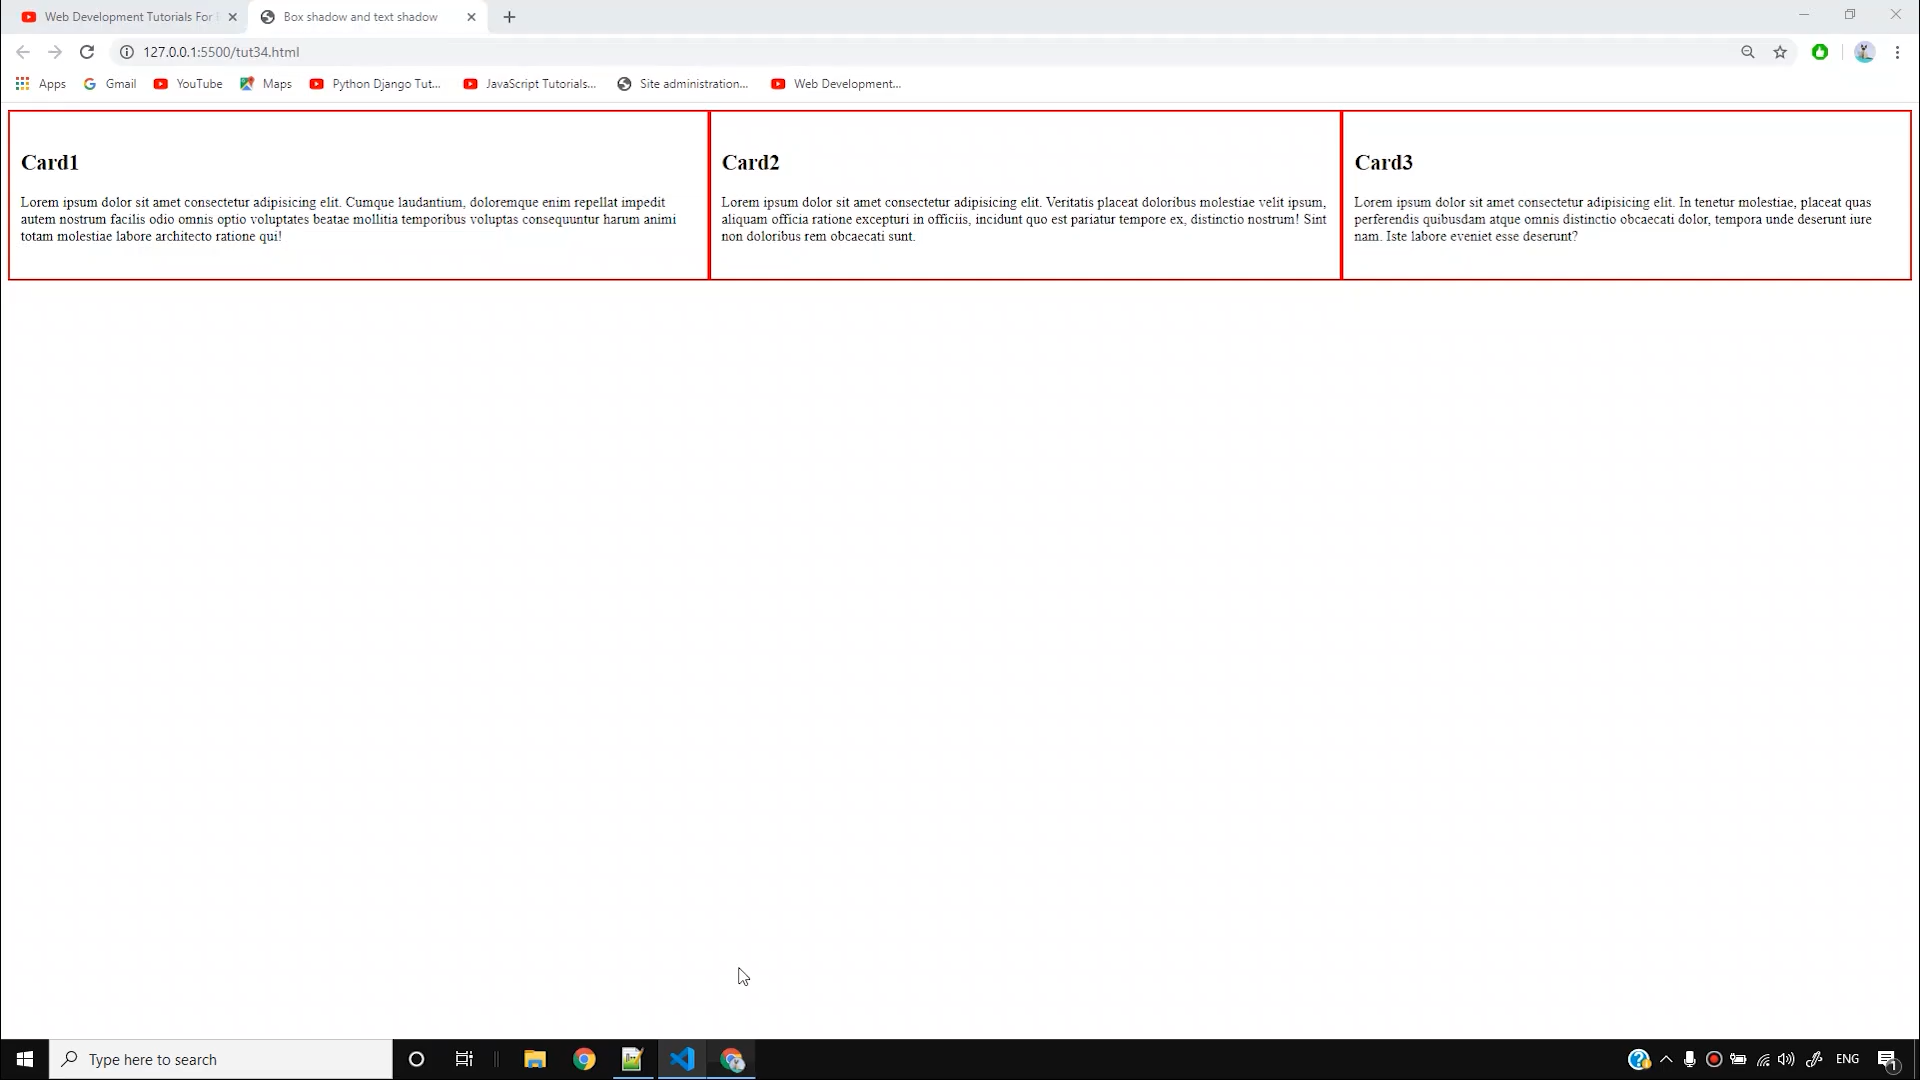 Web Development Tutorials For
Box shadow and text shadow
127.0.0.1:5500/tut34.html
Apps
Gmail
YouTube
Maps
Python Django Tut...
JavaScript Tutorials...
Site administration...
Web Development...
Card1
Lorem ipsum dolor sit amet consectetur adipisicing elit. Cumque laudantium, doloremque enim repellat impedit
autem nostrum facilis odio omnis optio voluptates beatae mollitia temporibus voluptas consequuntur harum animi
totam molestiae labore architecto ratione qui!
Card2
Lorem ipsum dolor sit amet consectetur adipisicing elit. Veritatis placeat doloribus molestiae velit ipsum,
aliquam officia ratione excepturi in officiis, incidunt quo est pariatur tempore ex, distinctio nostrum! Sint
non doloribus rem obcaecati sunt.
Card3
Lorem ipsum dolor sit amet consectetur adipisicing elit. In tenetur molestiae, placeat quas
perferendis quibusdam atque omnis distinctio obcaecati dolor, tempora unde deserunt iure
nam. Iste labore eveniet esse deserunt?
Type here to search
ENG
1